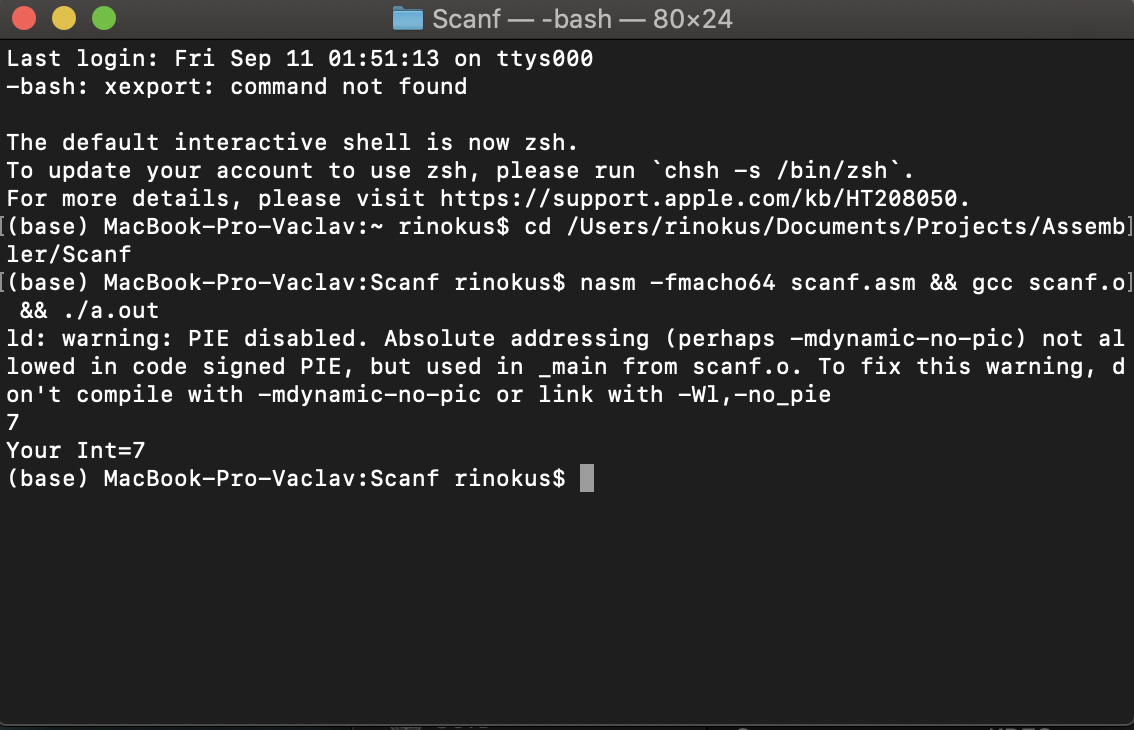 Scanf — -bash — 80×24
Last login: Fri Sep 11 01:51:13 on ttys000
-bash: xexport: command not found
The default interactive shell is now zsh.
To update your account to use zsh, please run `chsh -s /bin/zsh`.
For more details, please visit https://support.apple.com/kb/HT208050.
[(base) MacBook-Pro-Vaclav:~ rinokus$ cd /Users/rinokus/Documents/Projects/Assemb]
ler/Scanf
[(base) MacBook-Pro-Vaclav:Scanf rinokus$ nasm -fmacho64 scanf.asm && gcc scanf.o]
 && ./a.out
ld: warning: PIE disabled. Absolute addressing (perhaps -mdynamic-no-pic) not al
lowed in code signed PIE, but used in _main from scanf.o. To fix this warning, d
on't compile with -mdynamic-no-pic or link with -Wl,-no_pie
7
Your Int=7
(base) MacBook-Pro-Vaclav:Scanf rinokus$